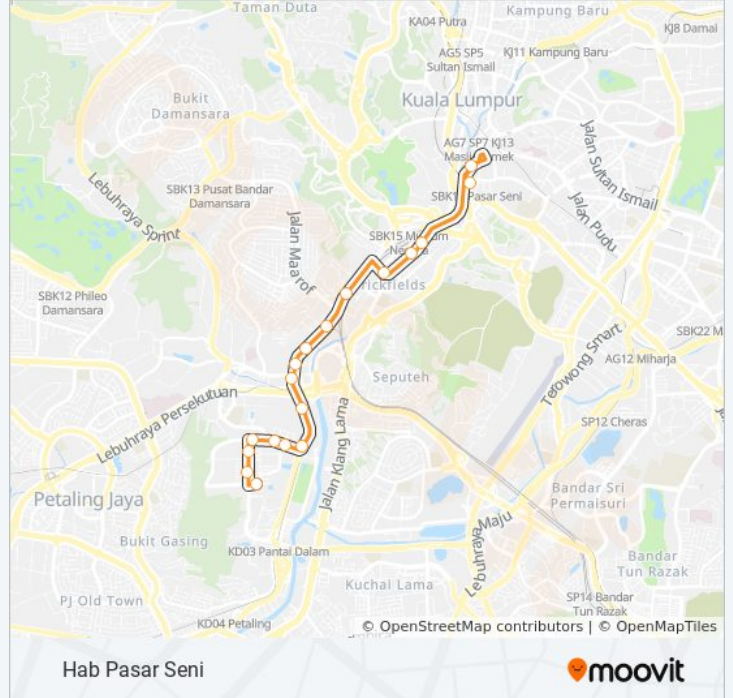 Taman Duta
Kampung Baru
KA04 Putra
KJ8 Damai
AG5 SP5
Sultan Ismail
KJ11 Kampung Baru
Bukit
Damansara
Kuala Lumpur
AG7 SP7 KJ13
Jalan Sultan Ismail
SBK13 Pusat Bandar
Damansara
Pasar Seni
Lebuhraya Sprint
Jalan Maarof
Jalan Pudu
SBK15
SBK12 Phileo
Damansara
Terowong Smart
SBK22 M
AG12 Miharja
Seputeh
Lebuhraya Persekutuan
Jalan Klang Lama
SP12 Cheras
Petaling Jaya
Bandar Sri
Permaisuri
Lebuhraya Maju
Bukit Gasing
KD03 Pantai Dalam
Bandar
Tun Razak
Kuchai Lama
PJ Old Town
SP14 Bandar
Tun Razak
KD04 Petaling
© OpenStreetMap contributors | © OpenMapTiles
Hab Pasar Seni
moovit